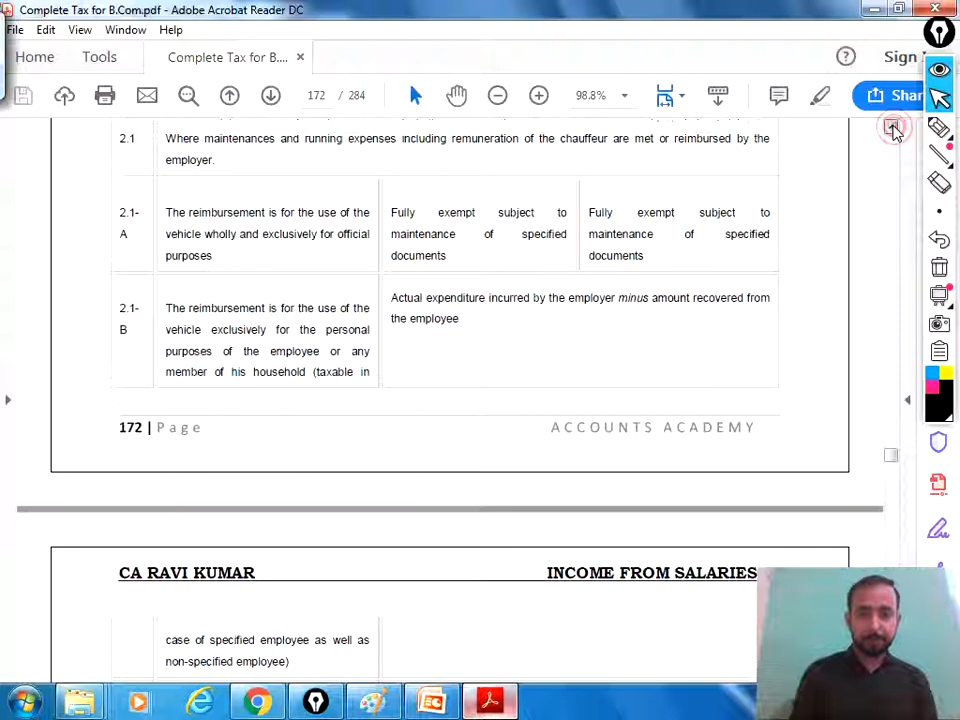 Complete Tax for B.Com.pdf - Adobe Acrobat Reader DC
File Edit View Window Help
Home Tools Complete Tax for B.... × Sign
172 / 284 98.8% Shar
2.1 Where maintenances and running expenses including remuneration of the chauffeur are met or reimbursed by the
employer.
2.1- The reimbursement is for the use of the Fully exempt subject to Fully exempt subject to
A vehicle wholly and exclusively for official maintenance of specified maintenance of specified
purposes documents documents
Actual expenditure incurred by the employer minus amount recovered from
2.1- The reimbursement is for the use of the the employee
B vehicle exclusively for the personal
purposes of the employee or any
member of his household (taxable in
172 | Page ACCOUNTS ACADEMY
CA RAVI KUMAR INCOME FROM SALARIES
case of specified employee as well as
non-specified employee)